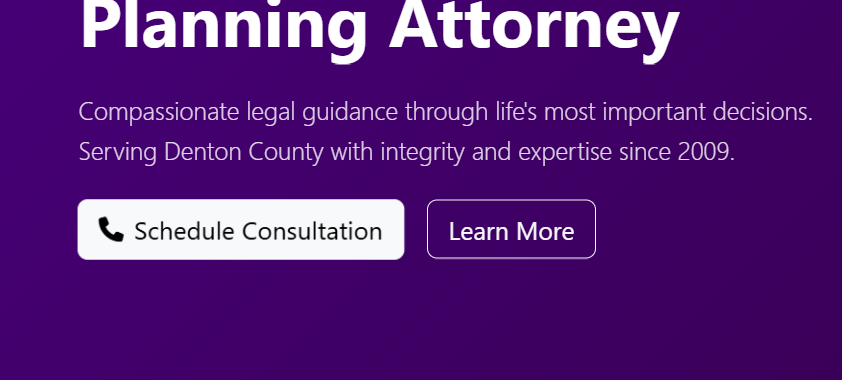 Planning Attorney
Compassionate legal guidance through life's most important decisions.
Serving Denton County with integrity and expertise since 2009.
Schedule Consultation
Learn More